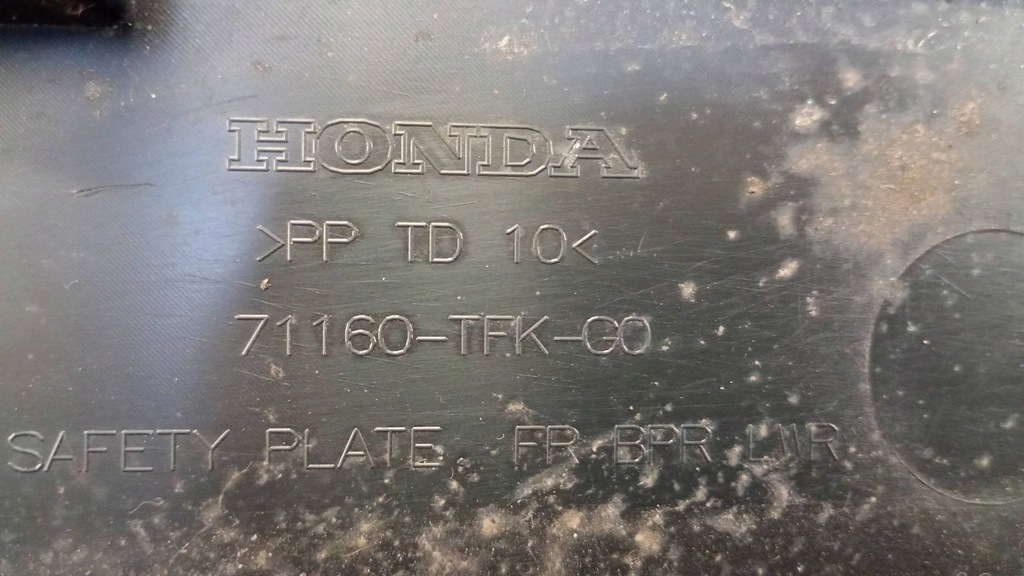 HONDA
>PP TD 10<
71160-TFK-G0
SAFETY PLATE FR BPR LWR